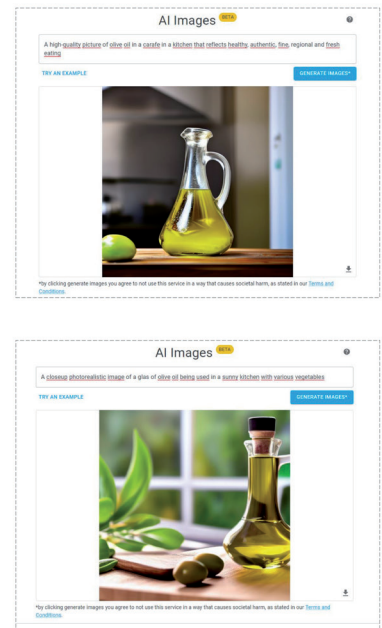 AI Images BETA
A high-quality picture of olive oil in a carafe in a kitchen that reflects healthy, authentic, fine, regional and fresh
eating
TRY AN EXAMPLE GENERATE IMAGES*
*by clicking generate images you agree to not use this service in a way that causes societal harm, as stated in our Terms and
Conditions.
AI Images BETA
A closeup photorealistic image of a glas of olive oil being used in a sunny kitchen with various vegetables
TRY AN EXAMPLE GENERATE IMAGES*
*by clicking generate images you agree to not use this service in a way that causes societal harm, as stated in our Terms and
Conditions.